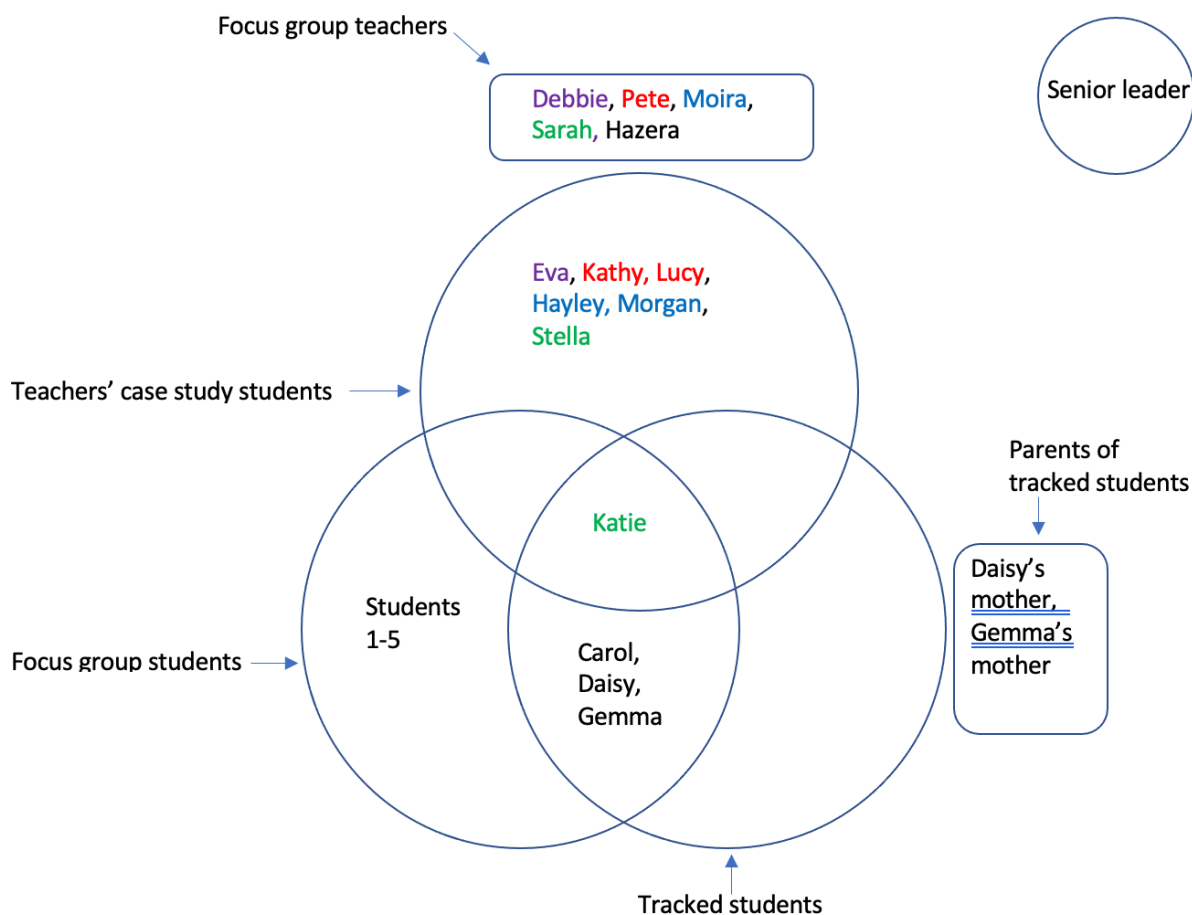 Focus group teachers
Debbie, Pete, Moira,
Sarah, Hazera
Senior leader
Eva, Kathy, Lucy,
Hayley, Morgan,
Stella
Teachers’ case study students
Parents of
tracked students
Katie
Daisy’s
mother,
Gemma’s
mother
Students
1-5
Focus group students
Carol,
Daisy,
Gemma
Tracked students